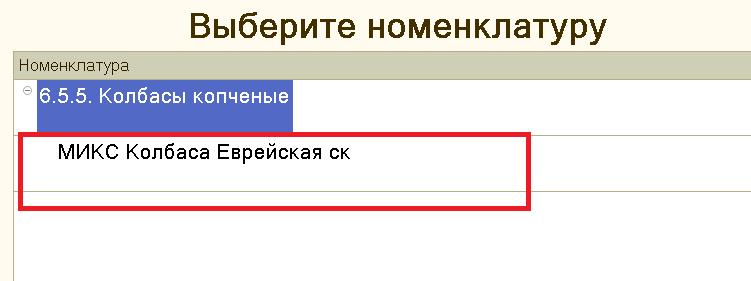 Выберите номенклатуру
Номенклатура
6.5.5. Колбасы копченые
МИКС Колбаса Еврейская ск